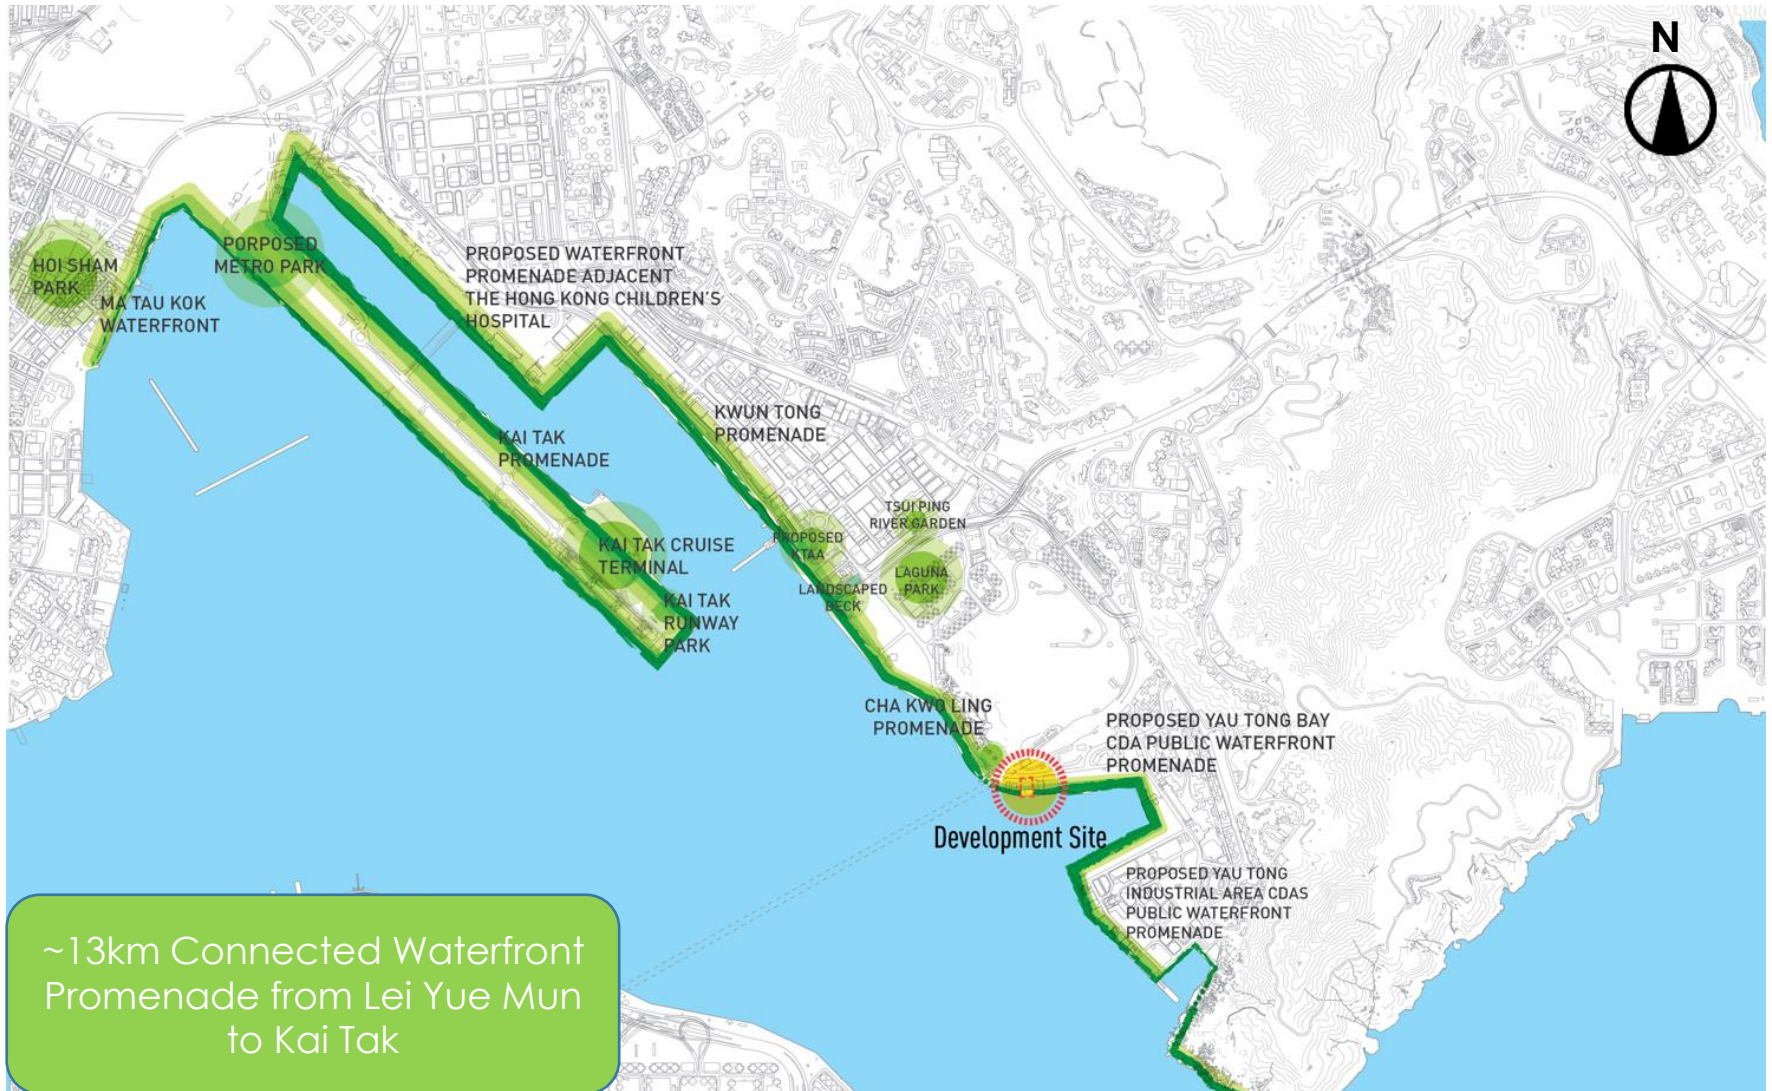 N
HOI SHAM
PARK
MA TAU KOK
WATERFRONT
PORPOSED
METRO PARK
PROPOSED WATERFRONT
PROMENADE ADJACENT
THE HONG KONG CHILDREN'S
HOSPITAL
KAI TAK
PROMENADE
KWUN TONG
PROMENADE
KAI TAK CRUISE
TERMINAL
KAI TAK
RUNWAY
PARK
PROPOSED
KTAA
LANDSCAPED
DECK
TSUI PING
RIVER GARDEN
LAGUNA
PARK
CHA KWO LING
PROMENADE
PROPOSED YAU TONG BAY
CDA PUBLIC WATERFRONT
PROMENADE
Development Site
PROPOSED YAU TONG
INDUSTRIAL AREA CDAS
PUBLIC WATERFRONT
PROMENADE
~13km Connected Waterfront
Promenade from Lei Yue Mun
to Kai Tak